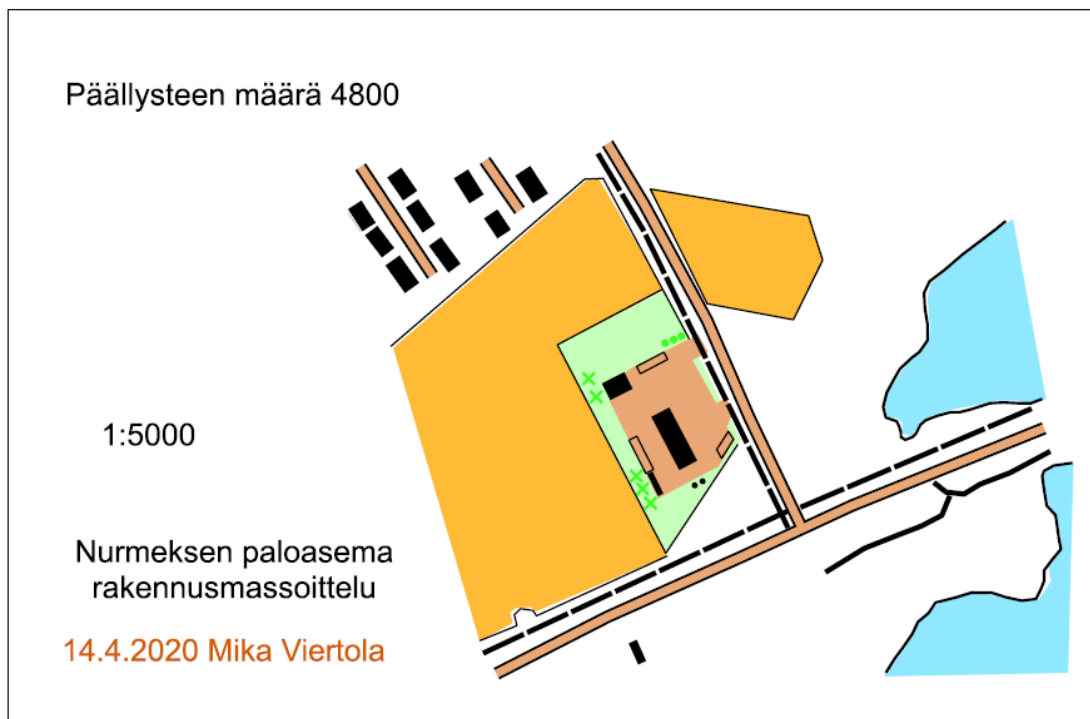 Päällysteen määrä 4800
1:5000
Nurmeksen paloasema
rakennusmassoittelu
14.4.2020 Mika Viertola